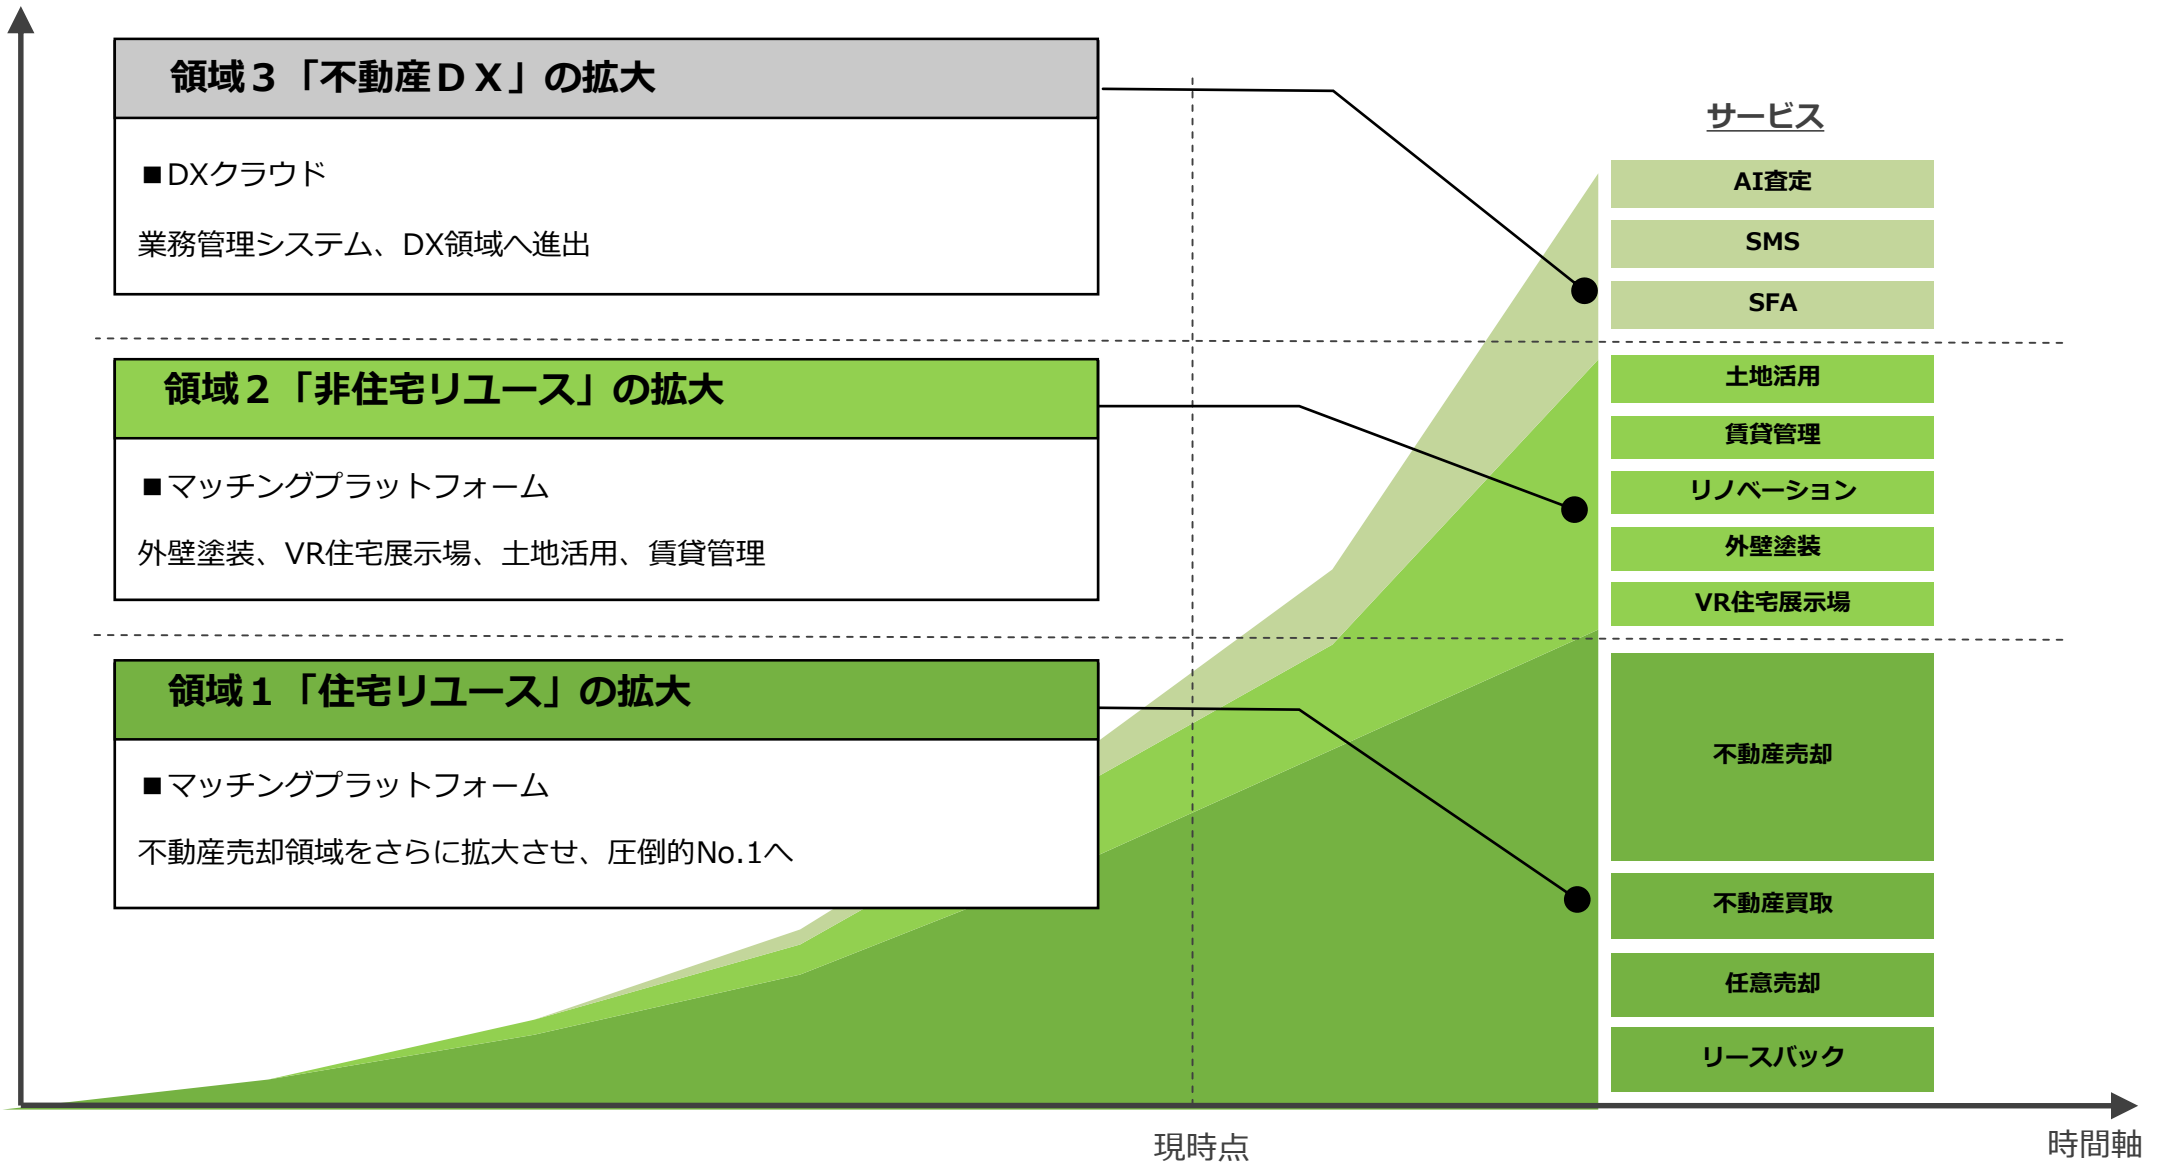 領域３「不動産ＤＸ」の拡大
■DXクラウド
業務管理システム、DX領域へ進出
領域２「非住宅リユース」の拡大
■マッチングプラットフォーム
外壁塗装、VR住宅展示場、土地活用、賃貸管理
領域１「住宅リユース」の拡大
■マッチングプラットフォーム
不動産売却領域をさらに拡大させ、圧倒的No.1へ
サービス
AI査定
SMS
SFA
土地活用
賃貸管理
リノベーション
外壁塗装
VR住宅展示場
不動産売却
不動産買取
任意売却
リースバック
現時点
時間軸